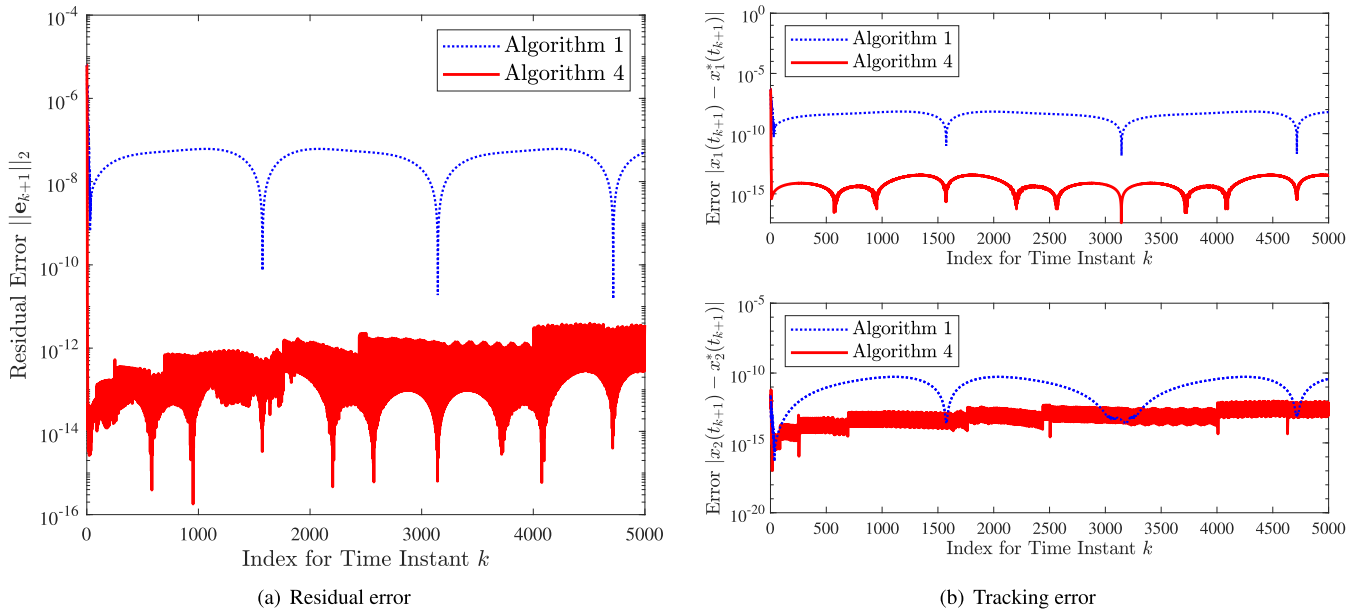 10^-4
10^-6
10^-8
10^-10
10^-12
10^-14
10^-16
Residual Error ||e_{k+1}||_2
Algorithm 1
Algorithm 4
0 1000 2000 3000 4000 5000
Index for Time Instant k
(a) Residual error
10^0
10^-5
10^-10
10^-15
Error |x_1(t_{k+1}) − x_1^*(t_{k+1})|
Algorithm 1
Algorithm 4
0 500 1000 1500 2000 2500 3000 3500 4000 4500 5000
Index for Time Instant k
10^-5
10^-10
10^-15
10^-20
Error |x_2(t_{k+1}) − x_2^*(t_{k+1})|
Algorithm 1
Algorithm 4
0 500 1000 1500 2000 2500 3000 3500 4000 4500 5000
Index for Time Instant k
(b) Tracking error